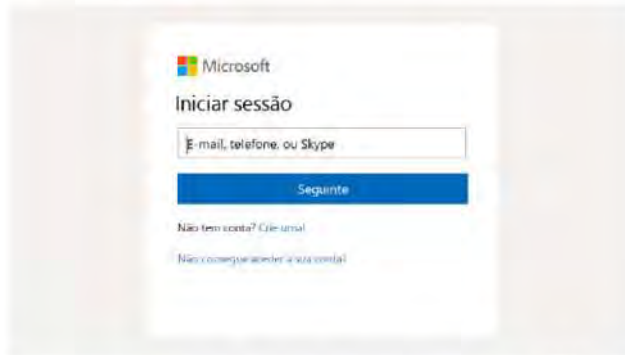 Microsoft
Iniciar sessão
E-mail, telefone, ou Skype
Seguinte
Não tem conta? Crie uma!
Não consegue aceder à sua conta?